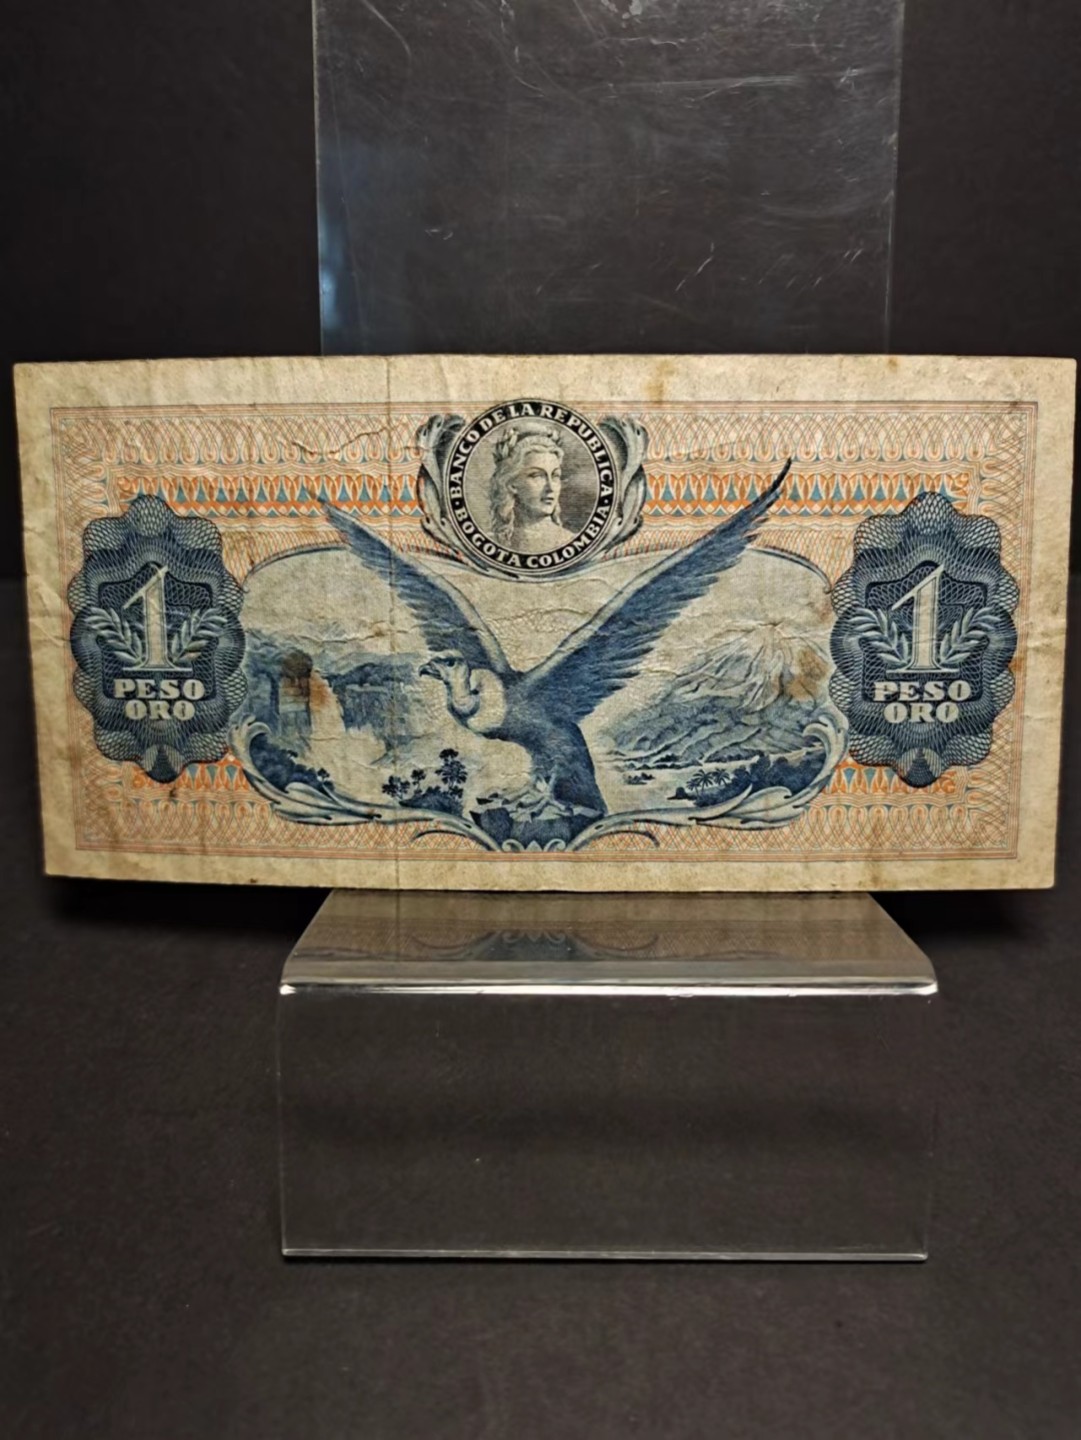 BANCO DE LA REPUBLICA
BOGOTA COLOMBIA
1
PESO
ORO
1
PESO
ORO